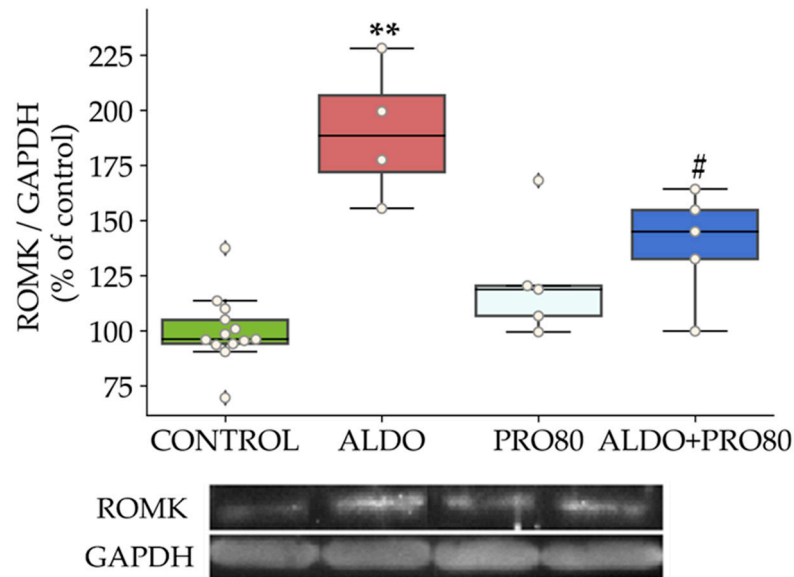 ROMK / GAPDH
(% of control)
225
200
175
150
125
100
75
**
#
CONTROL ALDO PRO80 ALDO+PRO80
ROMK
GAPDH